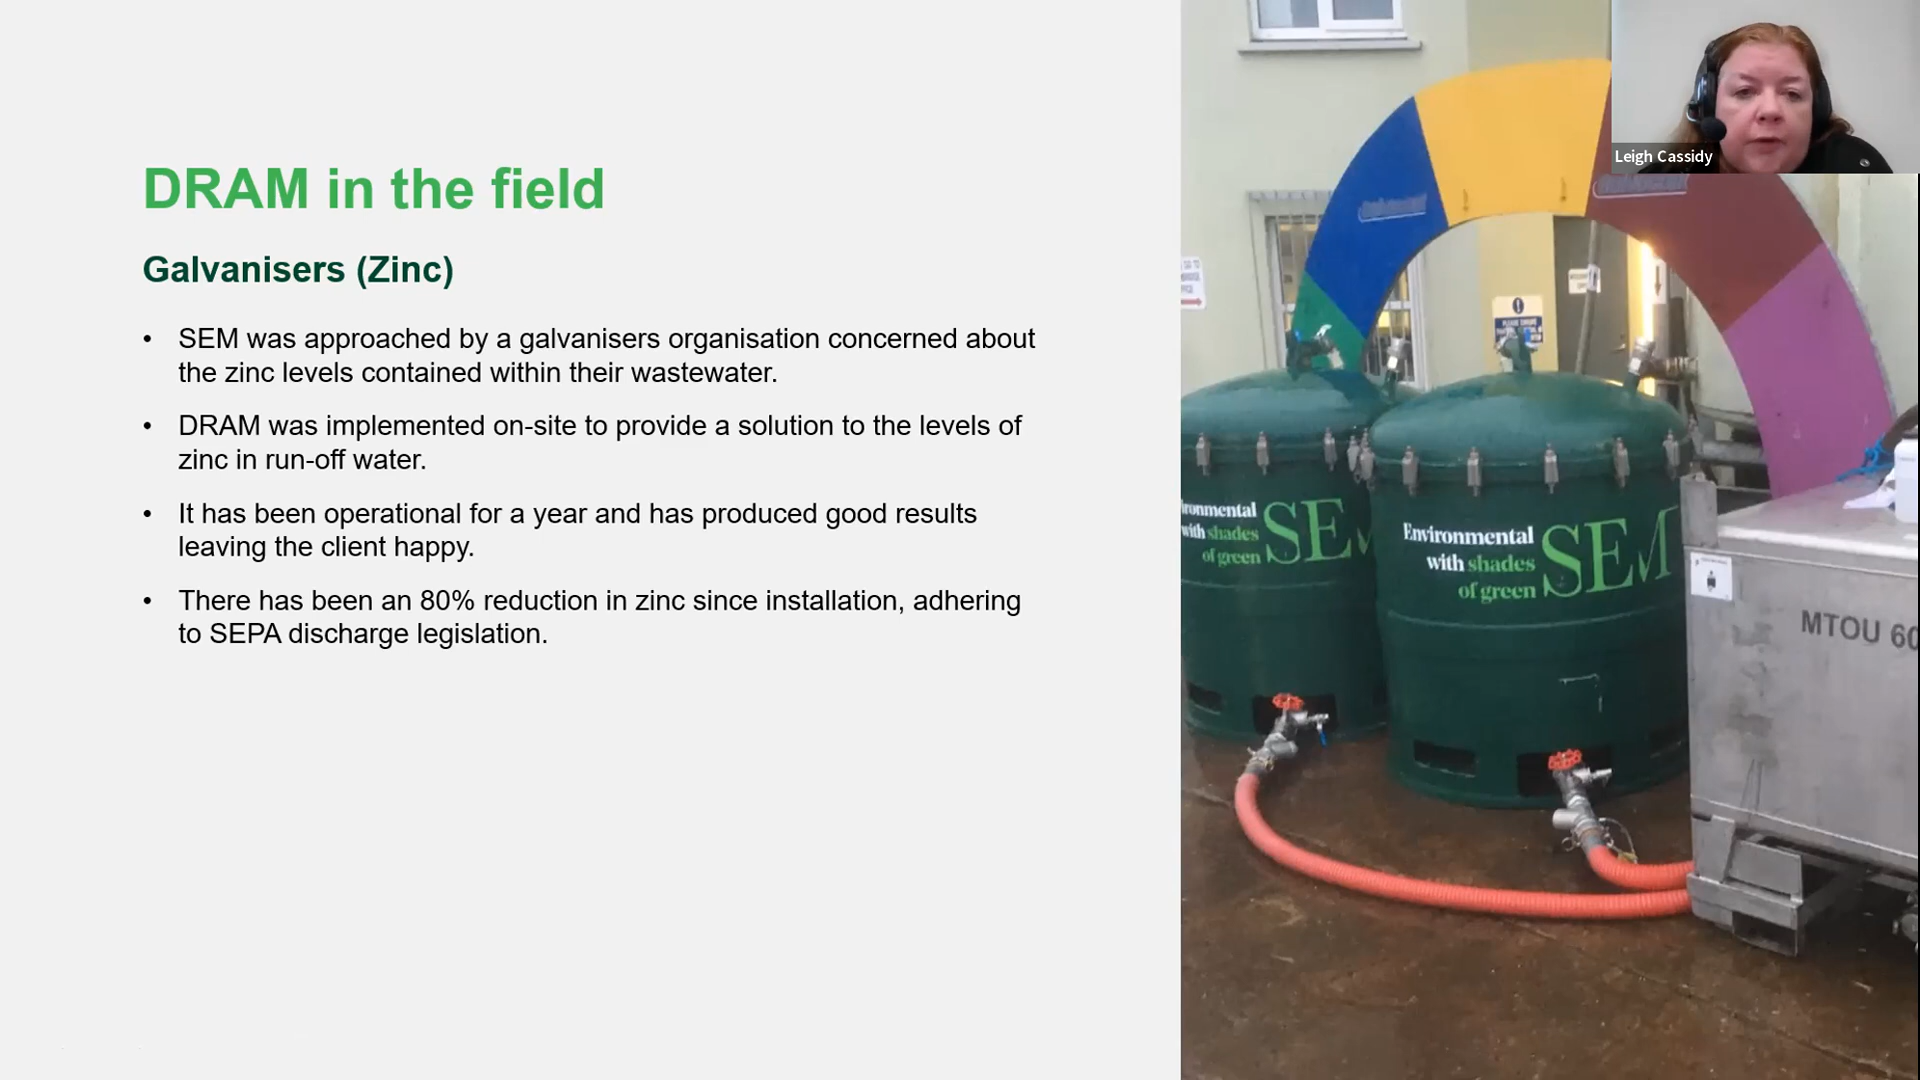 DRAM in the field
Galvanisers (Zinc)
• SEM was approached by a galvanisers organisation concerned about
the zinc levels contained within their wastewater.
• DRAM was implemented on-site to provide a solution to the levels of
zinc in run-off water.
• It has been operational for a year and has produced good results
leaving the client happy.
• There has been an 80% reduction in zinc since installation, adhering
to SEPA discharge legislation.
Leigh Cassidy
with shades
of green
SEM
Environmental
with shades
of green
SEM
MTOU 60